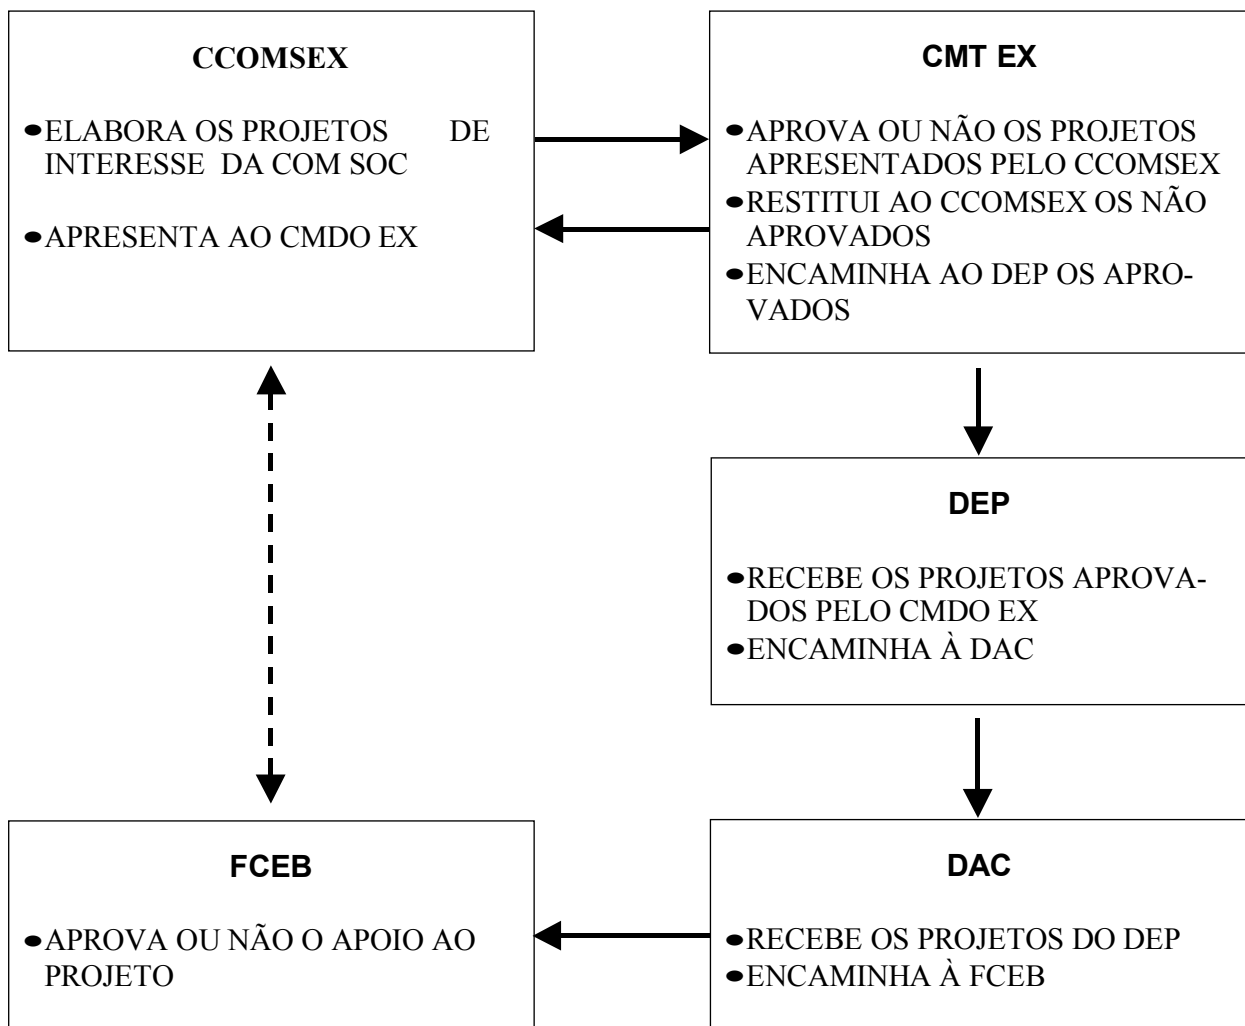 CCOMSEX
●ELABORA OS PROJETOS DE
INTERESSE DA COM SOC
●APRESENTA AO CMDO EX
CMT EX
●APROVA OU NÃO OS PROJETOS
APRESENTADOS PELO CCOMSEX
●RESTITUI AO CCOMSEX OS NÃO
APROVADOS
●ENCAMINHA AO DEP OS APRO-
VADOS
DEP
●RECEBE OS PROJETOS APROVA-
DOS PELO CMDO EX
●ENCAMINHA À DAC
DAC
●RECEBE OS PROJETOS DO DEP
●ENCAMINHA À FCEB
FCEB
●APROVA OU NÃO O APOIO AO
PROJETO